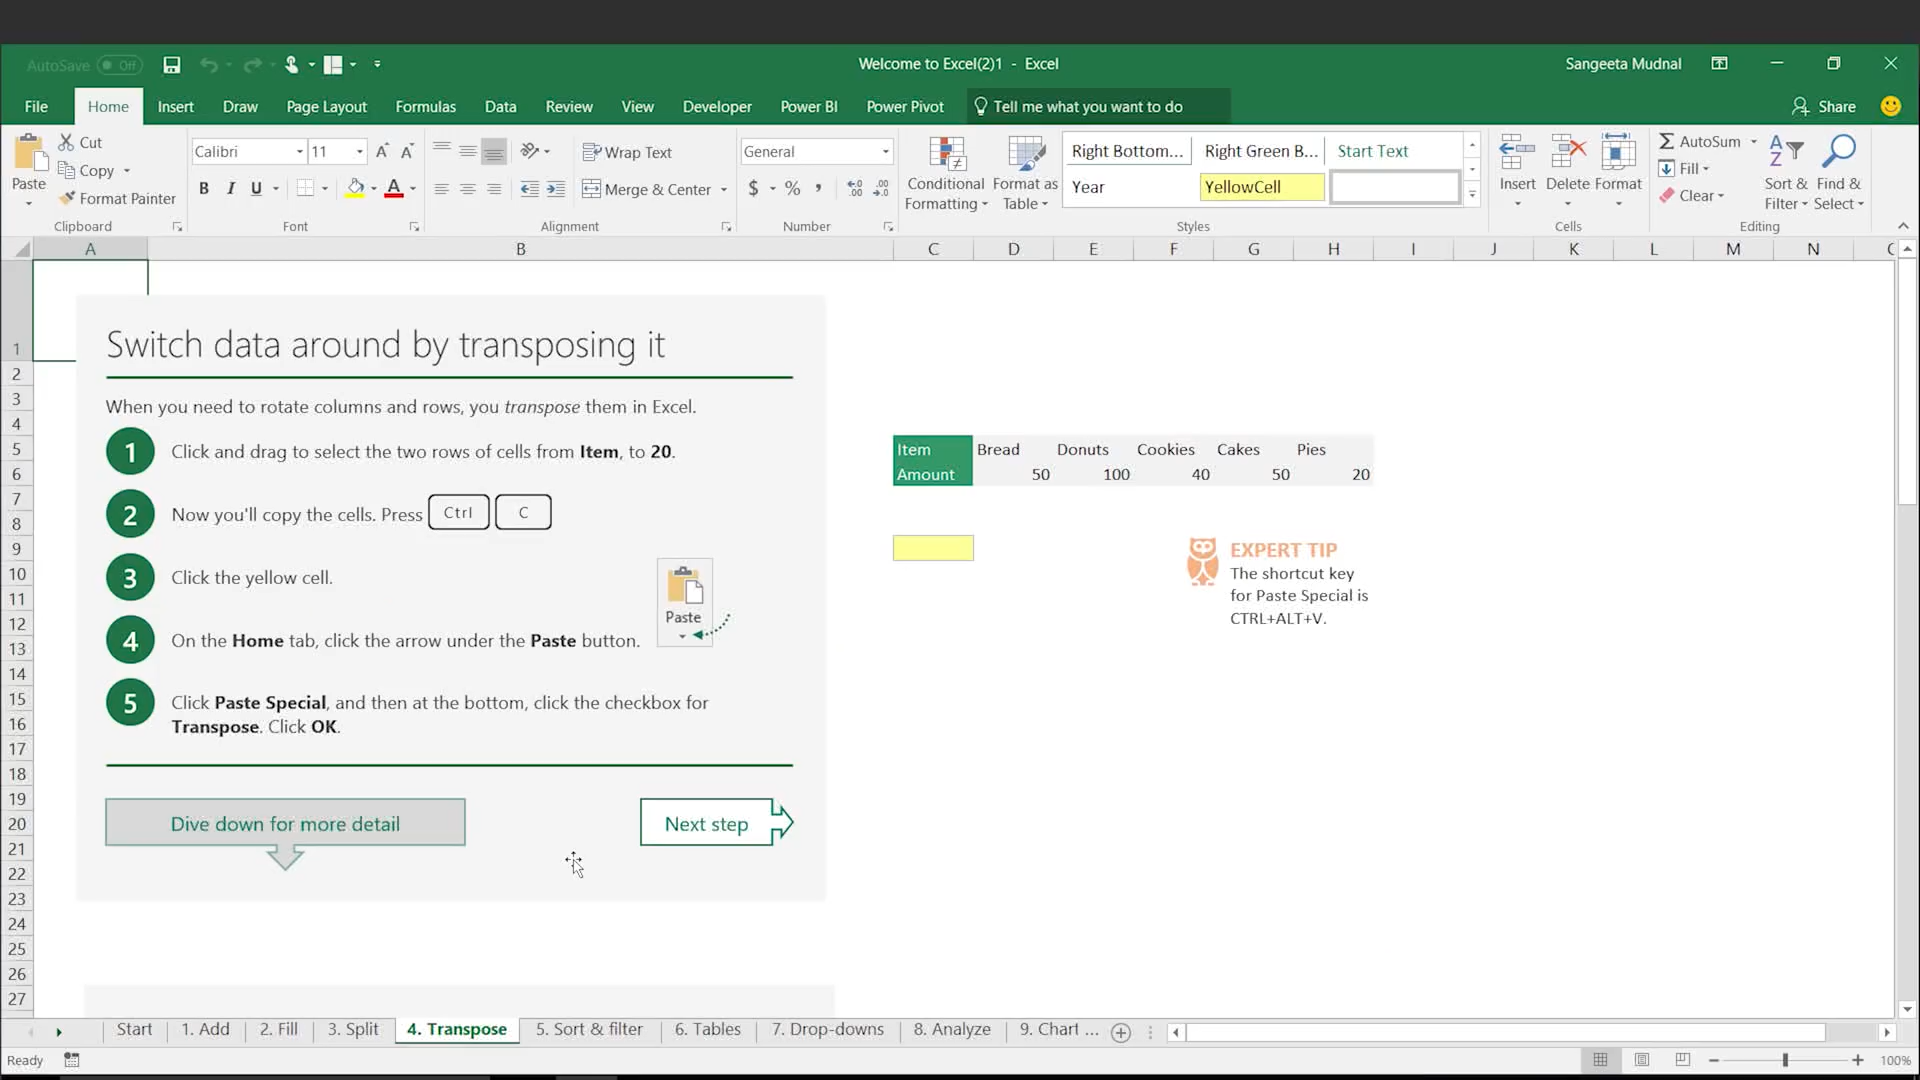 AutoSave Off
Welcome to Excel(2)1 - Excel
Sangeeta Mudnal
File Home Insert Draw Page Layout Formulas Data Review View Developer Power BI Power Pivot Tell me what you want to do Share
Paste
Cut
Copy
Format Painter
Clipboard
Calibri 11
B I U
Font
Wrap Text
Merge & Center
Alignment
General
$ % ,
Number
Conditional Formatting
Format as Table
Right Bottom... Right Green B... Start Text
Year YellowCell
Styles
Insert Delete Format
Cells
AutoSum
Fill
Clear
Sort & Filter
Find & Select
Editing
A B C D E F G H I J K L M N
1
2
3
4
5
6
7
8
9
10
11
12
13
14
15
16
17
18
19
20
21
22
23
24
25
26
27
Switch data around by transposing it
When you need to rotate columns and rows, you transpose them in Excel.
1 Click and drag to select the two rows of cells from Item, to 20.
2 Now you'll copy the cells. Press Ctrl C
3 Click the yellow cell.
4 On the Home tab, click the arrow under the Paste button.
Paste
5 Click Paste Special, and then at the bottom, click the checkbox for
Transpose. Click OK.
Dive down for more detail
Next step
Item Bread Donuts Cookies Cakes Pies
Amount 50 100 40 50 20
EXPERT TIP
The shortcut key
for Paste Special is
CTRL+ALT+V.
Start 1. Add 2. Fill 3. Split 4. Transpose 5. Sort & filter 6. Tables 7. Drop-downs 8. Analyze 9. Chart ...
Ready
100%